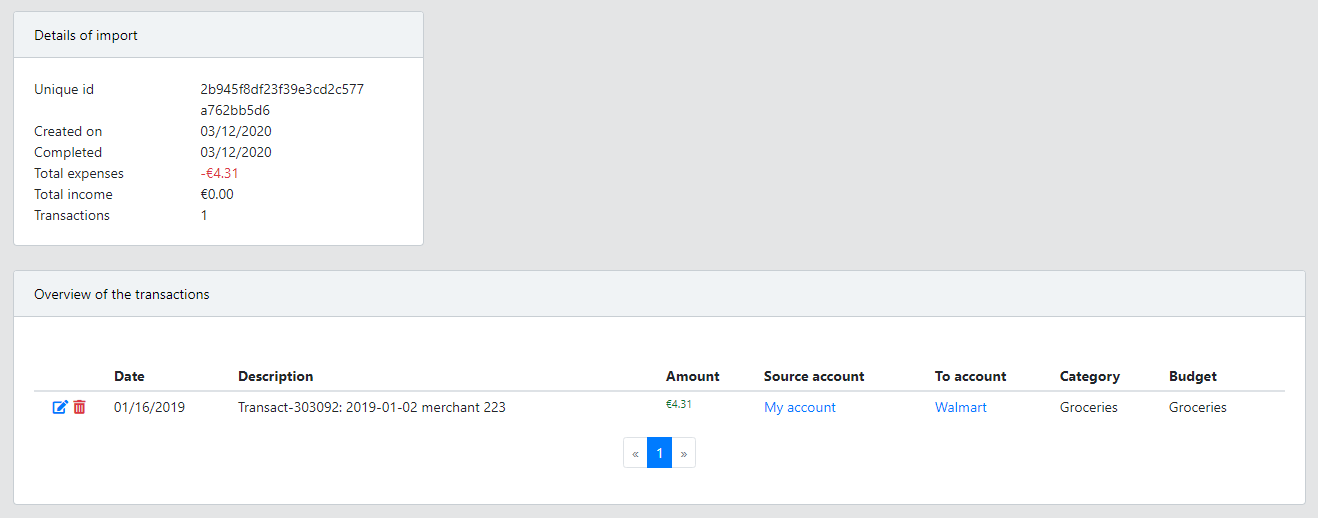 Details of import
Unique id 2b945f8df23f39e3cd2c577
a762bb5d6
Created on 03/12/2020
Completed 03/12/2020
Total expenses -€4.31
Total income €0.00
Transactions 1
Overview of the transactions
Date Description Amount Source account To account Category Budget
01/16/2019 Transact-303092: 2019-01-02 merchant 223 €4.31 My account Walmart Groceries Groceries
« 1 »